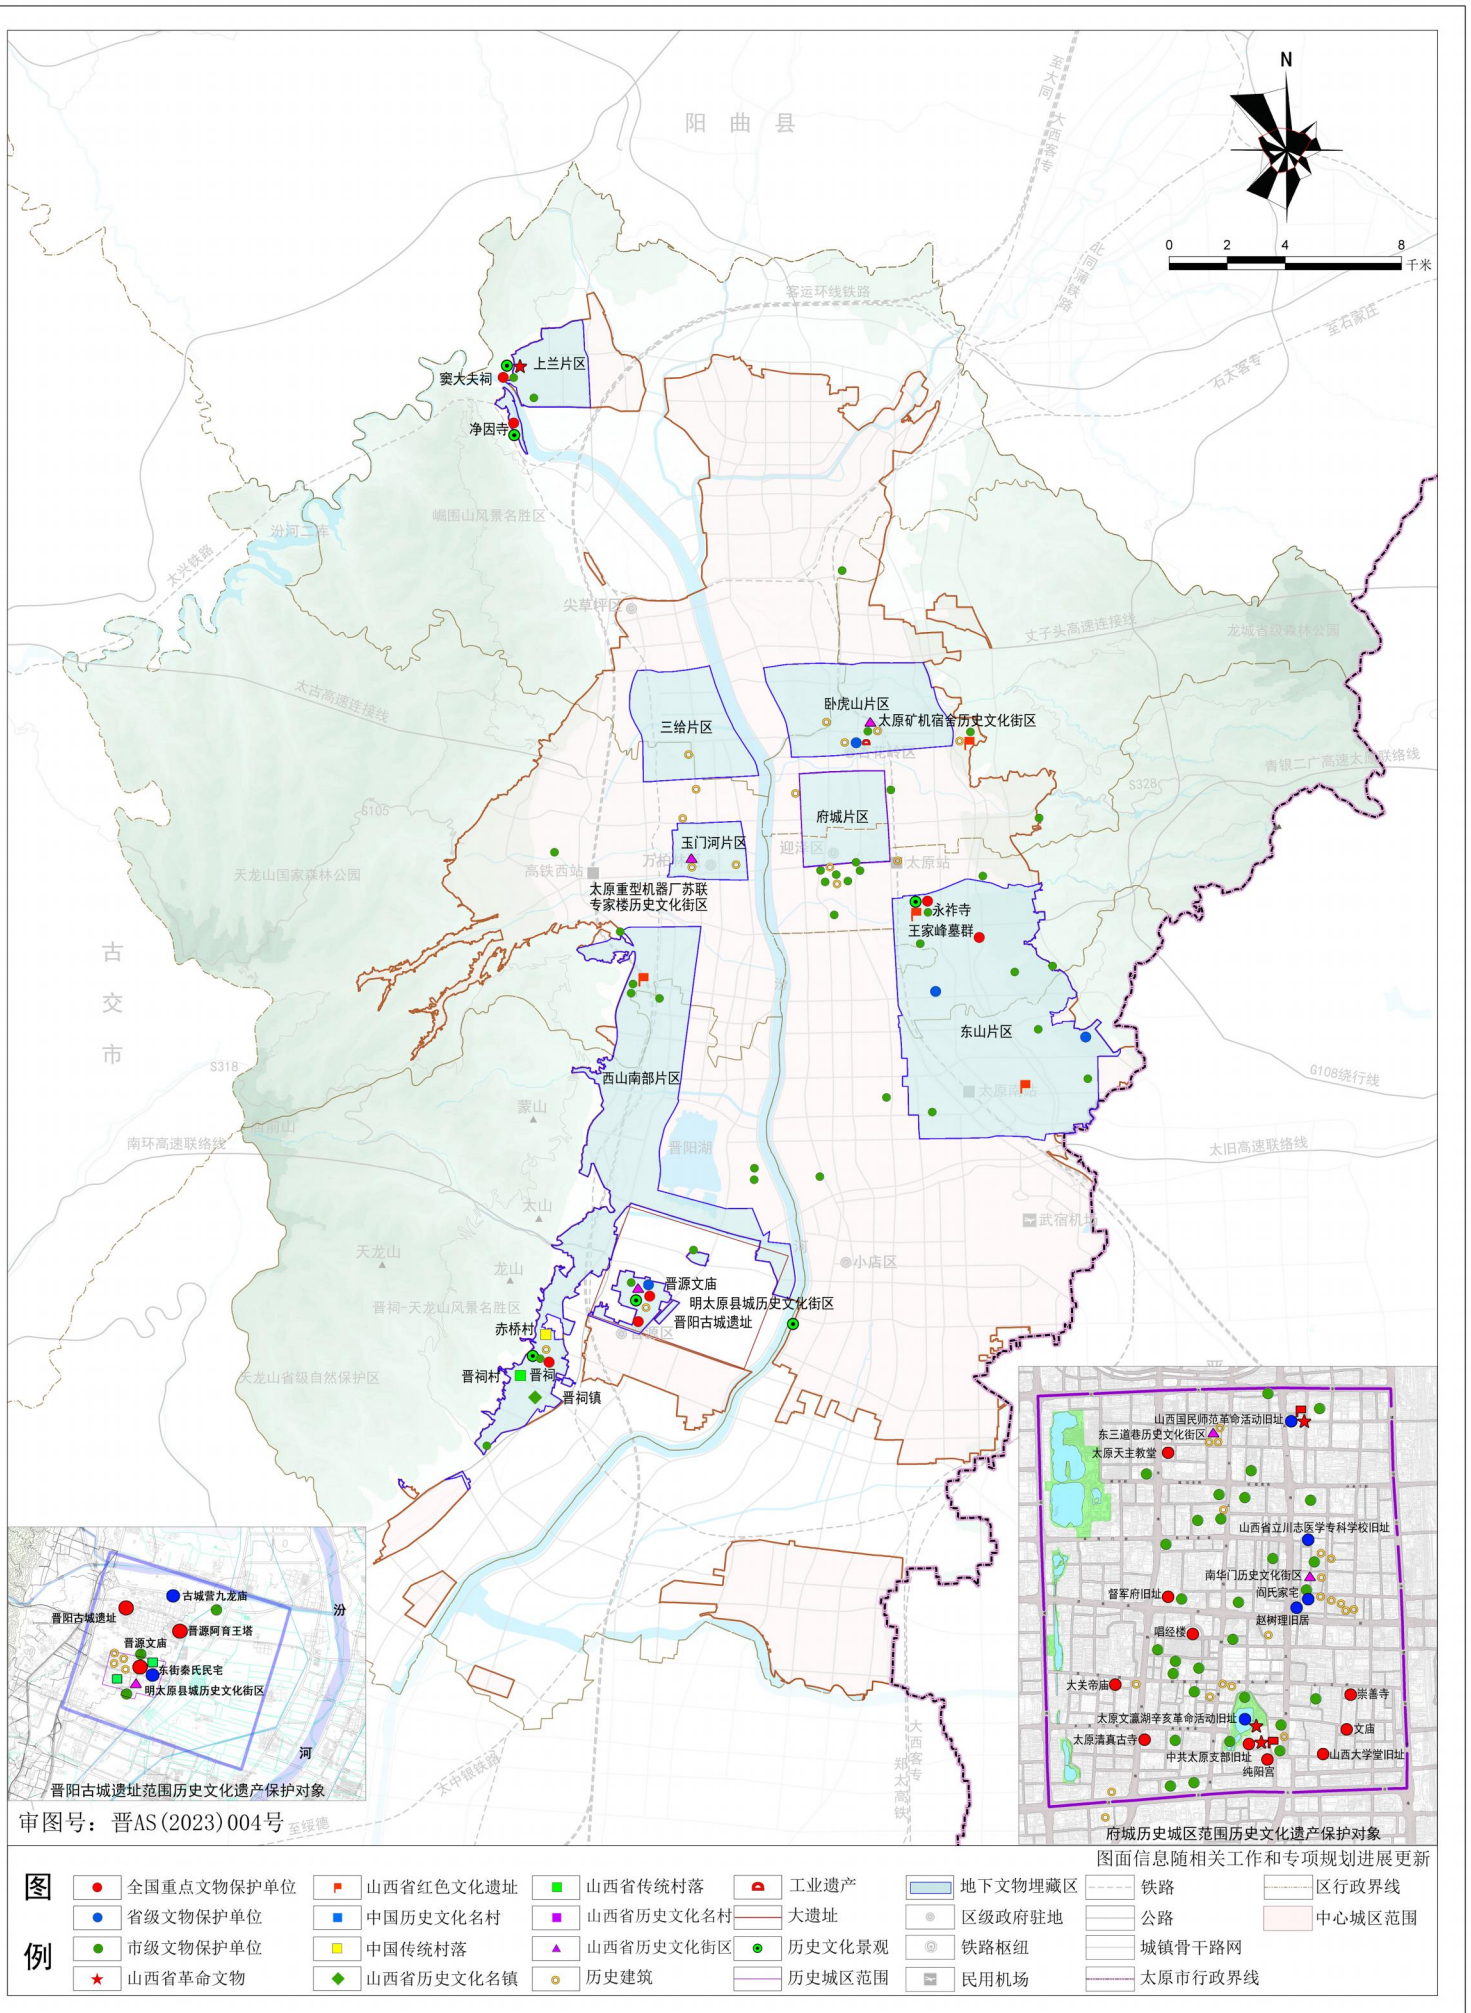 N
0 2 4 8
千米
阳曲县
至大同
大西客专
北同蒲铁路
至石家庄
石太客专
客运环线铁路
上兰片区
窦大夫祠
净因寺
崛围山风景名胜区
汾河二库
太兴铁路
尖草坪区
丈子头高速连接线
龙城省级森林公园
太古高速连接线
卧虎山片区
太原矿机宿舍历史文化街区
三给片区
青银二广高速太原联络线
S328
S105
府城片区
玉门河片区
迎泽区
万柏林
太原站
高铁西站
天龙山国家森林公园
太原重型机器厂苏联
专家楼历史文化街区
永祚寺
王家峰墓群
古交市
汾
东山片区
S318
西山南部片区
太原南站
G108绕行线
蒙山
南环高速联络线
晋阳湖
太旧高速联络线
太山
武宿机场
天龙山
龙山
河
小店区
晋源文庙
明太原县城历史文化街区
晋祠-天龙山风景名胜区
赤桥村
晋阳古城遗址
晋源区
天龙山省级自然保护区
晋祠村
晋祠
晋祠镇
山西国民师范革命活动旧址
东三道巷历史文化街区
太原天主教堂
山西省立川志医学专科学校旧址
南华门历史文化街区
阎氏家宅
督军府旧址
赵树理旧居
唱经楼
大关帝庙
崇善寺
太原文瀛湖辛亥革命活动旧址
文庙
太原清真古寺
中共太原支部旧址
山西大学堂旧址
纯阳宫
府城历史城区范围历史文化遗产保护对象
古城营九龙庙
汾
晋阳古城遗址
晋源阿育王塔
晋源文庙
东街秦氏民宅
明太原县城历史文化街区
河
晋阳古城遗址范围历史文化遗产保护对象
大西客专
郑太高铁
太中银铁路
至绥德
审图号：晋AS(2023)004号
图面信息随相关工作和专项规划进展更新
图例
全国重点文物保护单位
山西省红色文化遗址
山西省传统村落
工业遗产
地下文物埋藏区
铁路
区行政界线
省级文物保护单位
中国历史文化名村
山西省历史文化名村
大遗址
区级政府驻地
公路
中心城区范围
市级文物保护单位
中国传统村落
山西省历史文化街区
历史文化景观
铁路枢纽
城镇骨干路网
山西省革命文物
山西省历史文化名镇
历史建筑
历史城区范围
民用机场
太原市行政界线